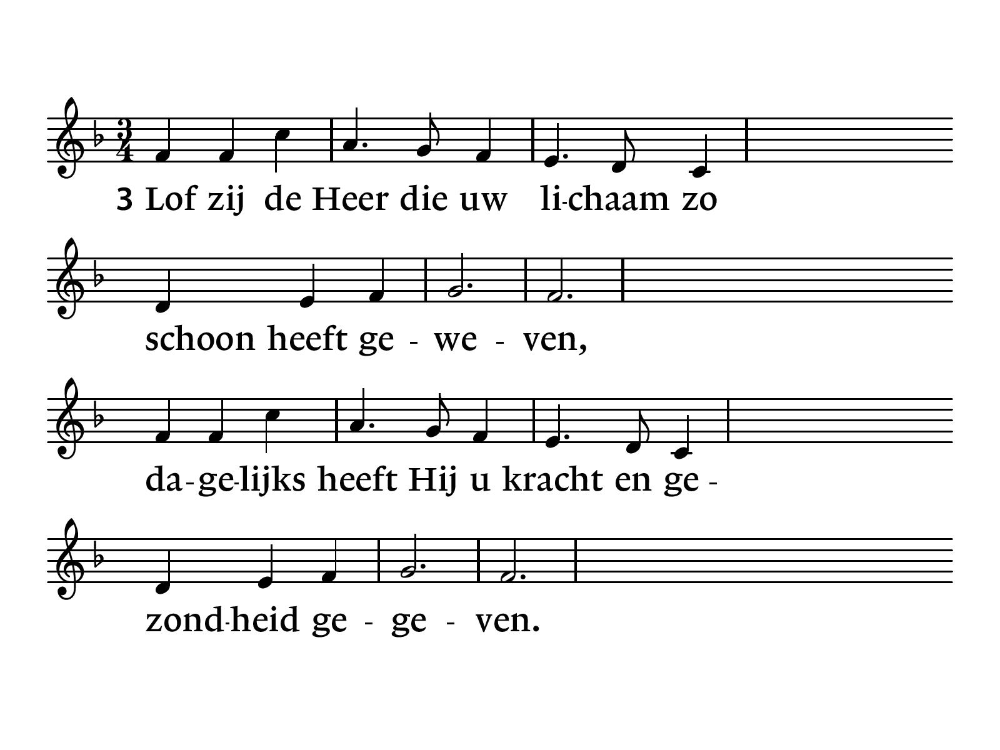 3 Lof zij de Heer die uw li-chaam zo
schoon heeft ge - we - ven,
da-ge-lijks heeft Hij u kracht en ge -
zond-heid ge - ge - ven.